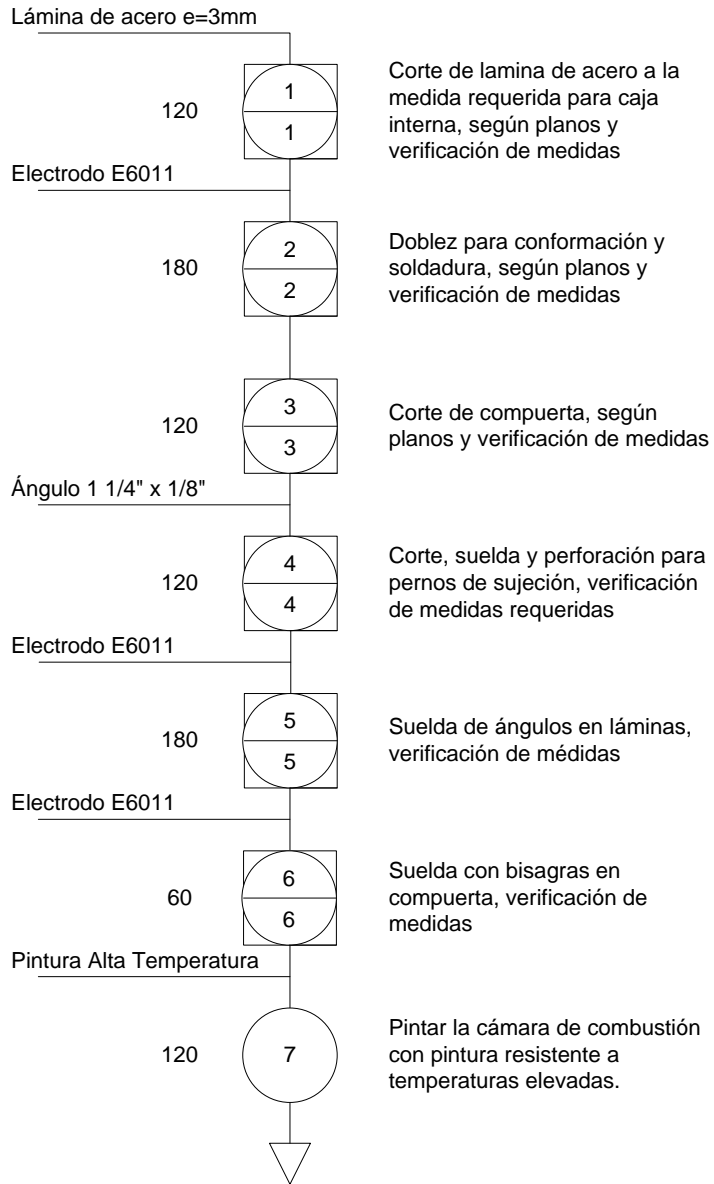 Lámina de acero e=3mm
120
1
1
Corte de lamina de acero a la
medida requerida para caja
interna, según planos y
verificación de medidas
Electrodo E6011
180
2
2
Doblez para conformación y
soldadura, según planos y
verificación de medidas
120
3
3
Corte de compuerta, según
planos y verificación de medidas
Ángulo 1 1/4" x 1/8"
120
4
4
Corte, suelda y perforación para
pernos de sujeción, verificación
de medidas requeridas
Electrodo E6011
180
5
5
Suelda de ángulos en láminas,
verificación de médidas
Electrodo E6011
60
6
6
Suelda con bisagras en
compuerta, verificación de
medidas
Pintura Alta Temperatura
120
7
Pintar la cámara de combustión
con pintura resistente a
temperaturas elevadas.